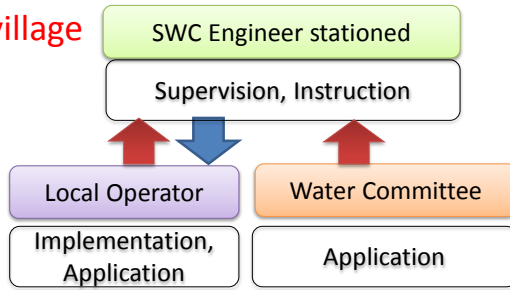 village
SWC Engineer stationed
Supervision, Instruction
Local Operator
Water Committee
Implementation,
Application
Application